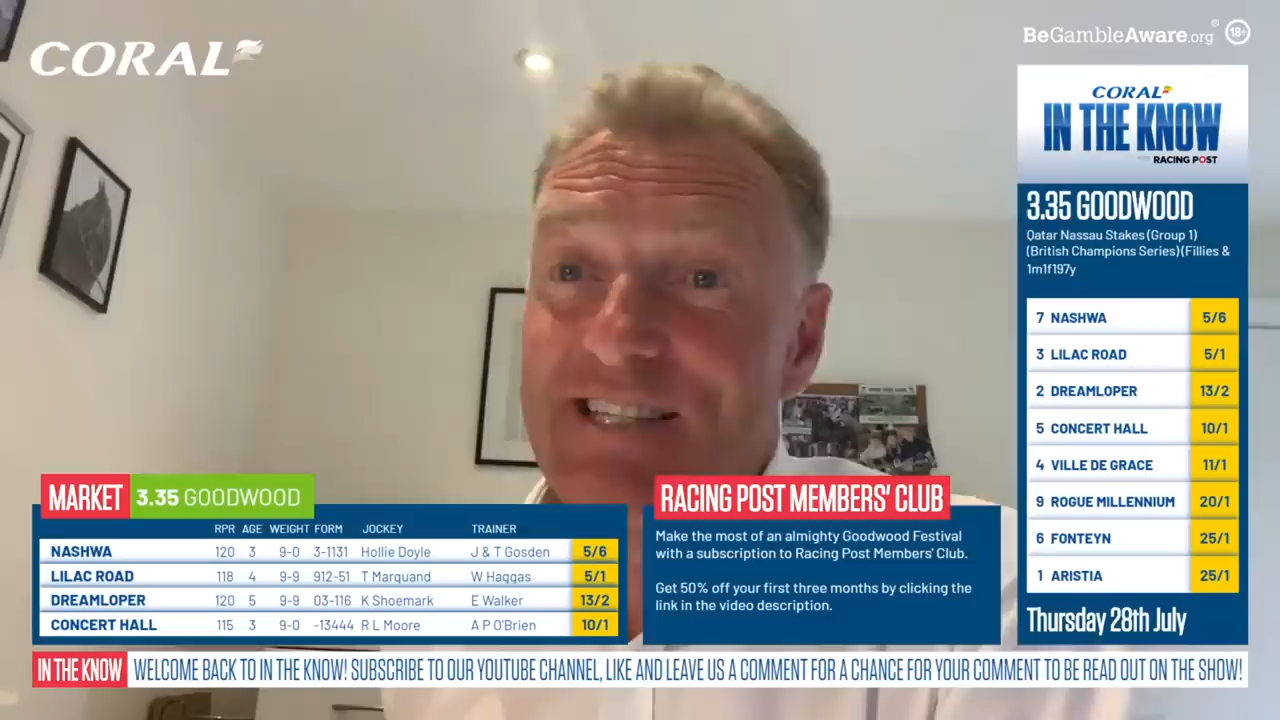 CORAL
BeGambleAware.org® 18+
CORAL
IN THE KNOW
RACING POST
3.35 GOODWOOD
Qatar Nassau Stakes (Group 1)
(British Champions Series) (Fillies &
1m1f197y
7 NASHWA 5/6
3 LILAC ROAD 5/1
2 DREAMLOPER 13/2
5 CONCERT HALL 10/1
4 VILLE DE GRACE 11/1
9 ROGUE MILLENNIUM 20/1
6 FONTEYN 25/1
1 ARISTIA 25/1
Thursday 28th July
MARKET 3.35 GOODWOOD
RPR AGE WEIGHT FORM JOCKEY TRAINER
NASHWA 120 3 9-0 3-1131 Hollie Doyle J & T Gosden 5/6
LILAC ROAD 118 4 9-9 912-51 T Marquand W Haggas 5/1
DREAMLOPER 120 5 9-9 03-116 K Shoemark E Walker 13/2
CONCERT HALL 115 3 9-0 -13444 R L Moore A P O'Brien 10/1
RACING POST MEMBERS' CLUB
Make the most of an almighty Goodwood Festival
with a subscription to Racing Post Members' Club.
Get 50% off your first three months by clicking the
link in the video description.
IN THE KNOW WELCOME BACK TO IN THE KNOW! SUBSCRIBE TO OUR YOUTUBE CHANNEL, LIKE AND LEAVE US A COMMENT FOR A CHANCE FOR YOUR COMMENT TO BE READ OUT ON THE SHOW!